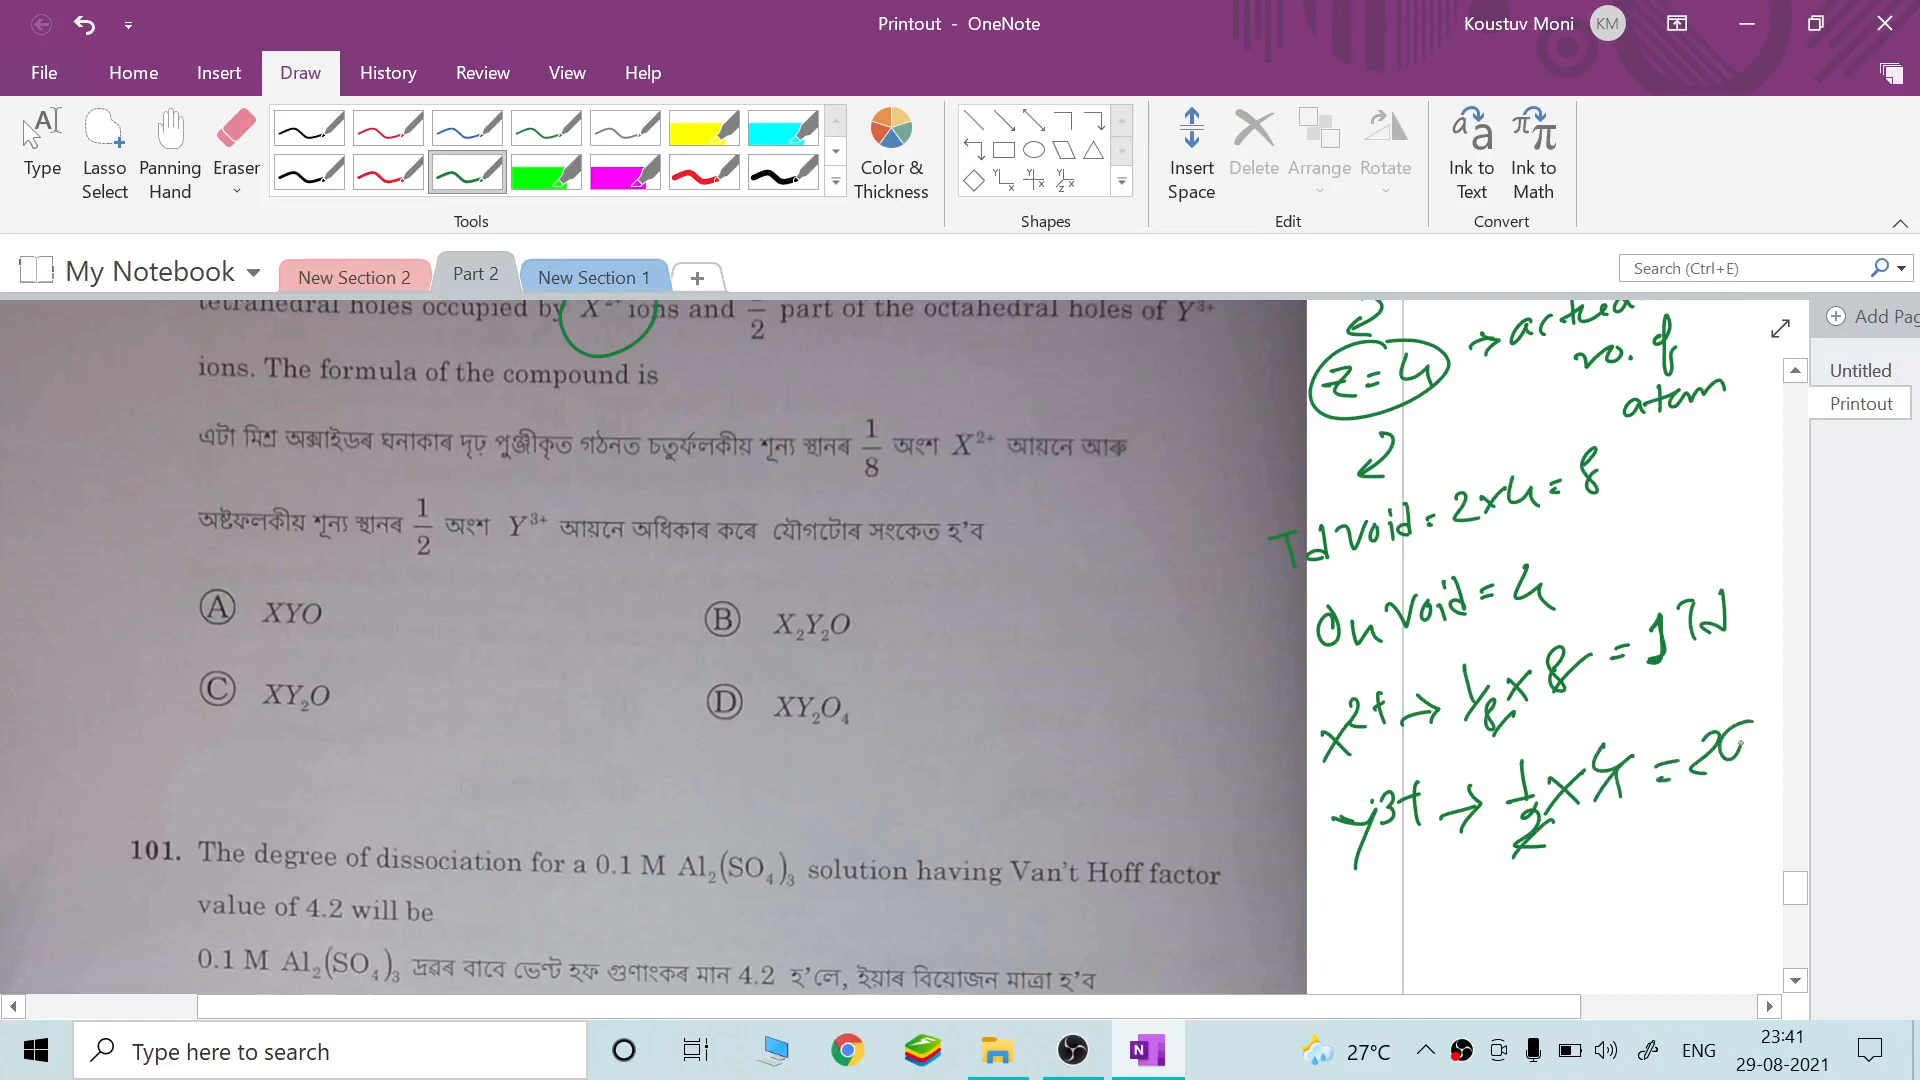 Printout - OneNote
Koustuv Moni
KM
File
Home
Insert
Draw
History
Review
View
Help
Type
Lasso Select
Panning Hand
Eraser
Color & Thickness
Insert Space
Delete
Arrange
Rotate
Ink to Text
Ink to Math
Tools
Shapes
Edit
Convert
My Notebook
New Section 2
Part 2
New Section 1
Search (Ctrl+E)
Add Pag
Untitled
Printout
tetrahedral holes occupied by X²⁺ ions and /2 part of the octahedral holes of Y³⁺
ions. The formula of the compound is
এটা মিশ্র অক্সাইডৰ ঘনাকাৰ দৃঢ় পুঞ্জীকৃত গঠনত চতুৰ্ফলকীয় শূন্য স্থানৰ 1/8 অংশ X²⁺ আয়নে আৰু
অষ্টফলকীয় শূন্য স্থানৰ 1/2 অংশ Y³⁺ আয়নে অধিকাৰ কৰে যৌগটোৰ সংকেত হ'ব
Ⓐ XYO
Ⓑ X₂Y₂O
Ⓒ XY₂O
Ⓓ XY₂O₄
101. The degree of dissociation for a 0.1 M Al₂(SO₄)₃ solution having Van't Hoff factor
value of 4.2 will be
0.1 M Al₂(SO₄)₃ দ্ৰৱৰ বাবে ভেণ্ট হফ গুণাংকৰ মান 4.2 হ'লে, ইয়াৰ বিয়োজন মাত্ৰা হ'ব
z = 4 → actua
no. of
atom
Td void = 2×4 = 8
On void = 4
x²⁺ → 1/8 × 8 = 1 Td
y³⁺ → 1/2 × 4 = 20
Type here to search
27°C
ENG
23:41
29-08-2021